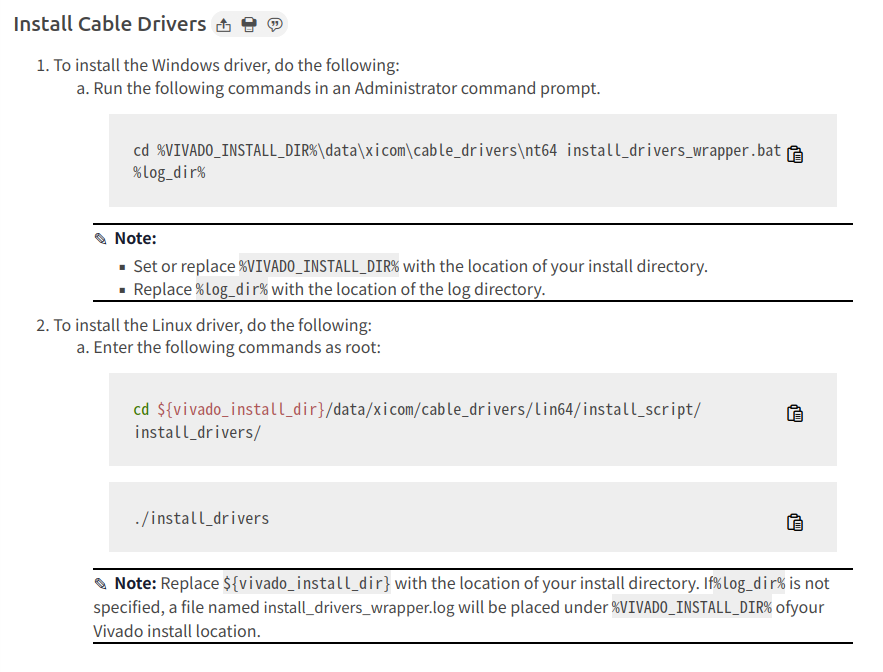 Install Cable Drivers
1. To install the Windows driver, do the following:
a. Run the following commands in an Administrator command prompt.
cd %VIVADO_INSTALL_DIR%\data\xicom\cable_drivers\nt64 install_drivers_wrapper.bat
%log_dir%
Note:
Set or replace %VIVADO_INSTALL_DIR% with the location of your install directory.
Replace %log_dir% with the location of the log directory.
2. To install the Linux driver, do the following:
a. Enter the following commands as root:
cd ${vivado_install_dir}/data/xicom/cable_drivers/lin64/install_script/
install_drivers/
./install_drivers
Note: Replace ${vivado_install_dir} with the location of your install directory. If%log_dir% is not
specified, a file named install_drivers_wrapper.log will be placed under %VIVADO_INSTALL_DIR% ofyour
Vivado install location.